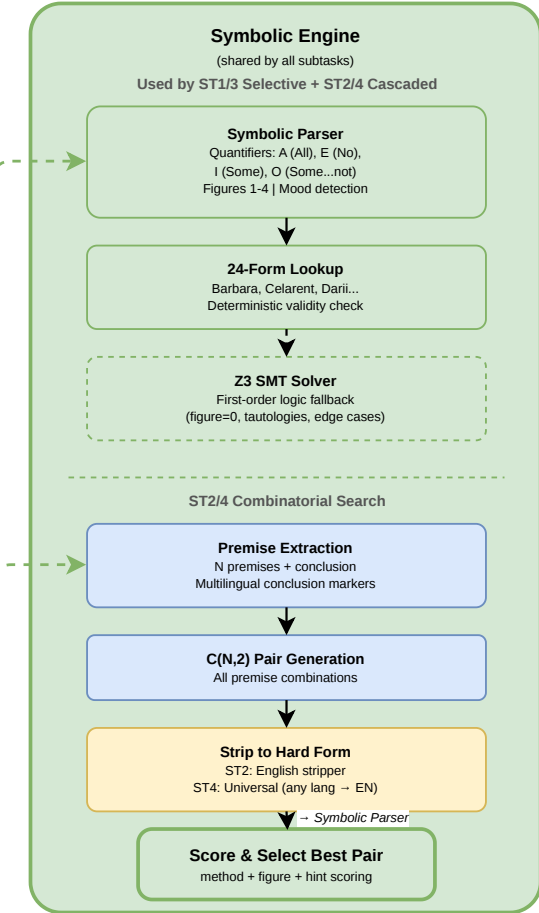 Symbolic Engine
(shared by all subtasks)
Used by ST1/3 Selective + ST2/4 Cascaded
Symbolic Parser
Quantifiers: A (All), E (No),
I (Some), O (Some...not)
Figures 1-4 | Mood detection
24-Form Lookup
Barbara, Celarent, Darii...
Deterministic validity check
Z3 SMT Solver
First-order logic fallback
(figure=0, tautologies, edge cases)
ST2/4 Combinatorial Search
Premise Extraction
N premises + conclusion
Multilingual conclusion markers
C(N,2) Pair Generation
All premise combinations
Strip to Hard Form
ST2: English stripper
ST4: Universal (any lang → EN)
→ Symbolic Parser
Score & Select Best Pair
method + figure + hint scoring